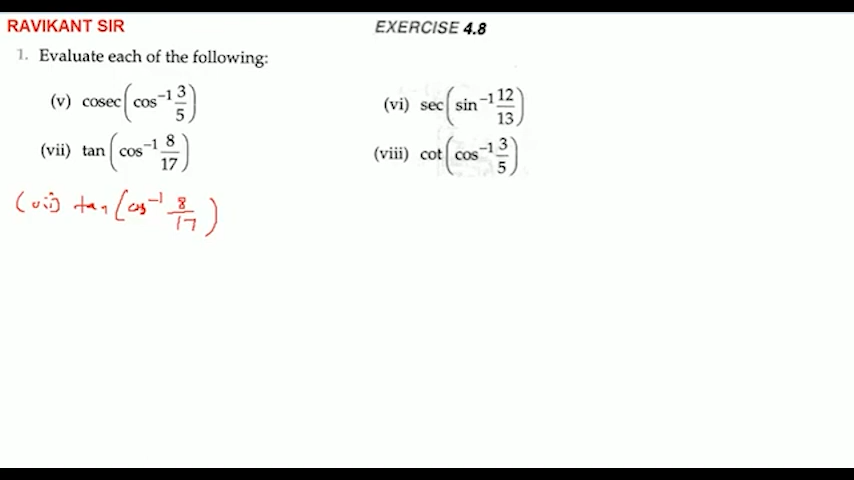 RAVIKANT SIR
EXERCISE 4.8
1. Evaluate each of the following:
(v) cosec(cos⁻¹ 3/5)
(vi) sec(sin⁻¹ 12/13)
(vii) tan(cos⁻¹ 8/17)
(viii) cot(cos⁻¹ 3/5)
(vii) tan(cos⁻¹ 8/17)